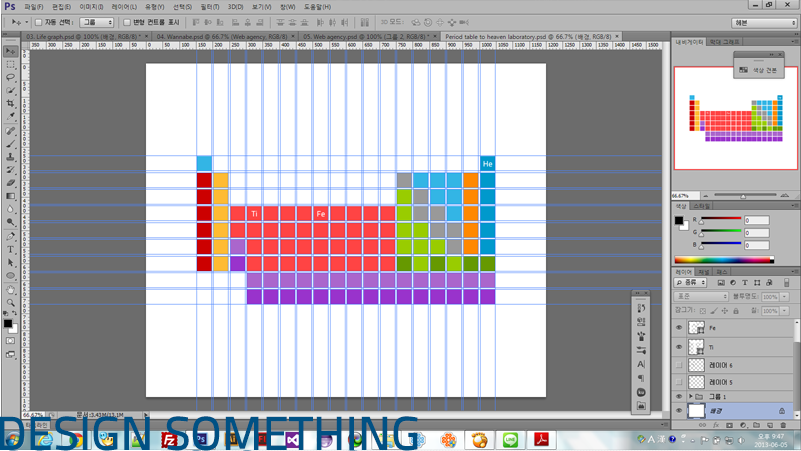 Ps 파일(F) 편집(E) 이미지(I) 레이어(L) 유형(Y) 선택(S) 필터(T) 3D(D) 보기(V) 창(W) 도움말(H)
자동 선택: 그룹 변형 컨트롤 표시 3D 모드: 해븐
03. Life graph.psd @ 100% (배경, RGB/8) * × 04. Wannabe.psd @ 66.7% (Web agency, RGB/8) × 05. Web agency.psd @ 100% (그룹 2, RGB/8) * × Period table to heaven laboratory.psd @ 66.7% (배경, RGB/8) ×
내비게이터 막대 그래프
색상 견본
He
Ti Fe
66.67%
색상 스타일
R 0
G 0
B 0
레이어 채널 패스
종류
표준 불투명도: 100%
잠그기: 칠: 100%
Fe
Ti
레이어 6
레이어 5
그룹 1
배경
66.67% 문서:3.43M/13.1M
타임라인
DESIGN SOMETHING
오후 9:47
2013-06-05